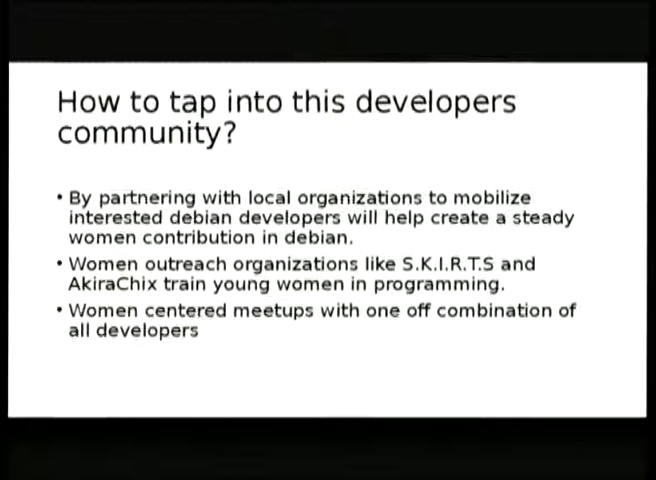 How to tap into this developers
community?
• By partnering with local organizations to mobilize
interested debian developers will help create a steady
women contribution in debian.
• Women outreach organizations like S.K.I.R.T.S and
AkiraChix train young women in programming.
• Women centered meetups with one off combination of
all developers